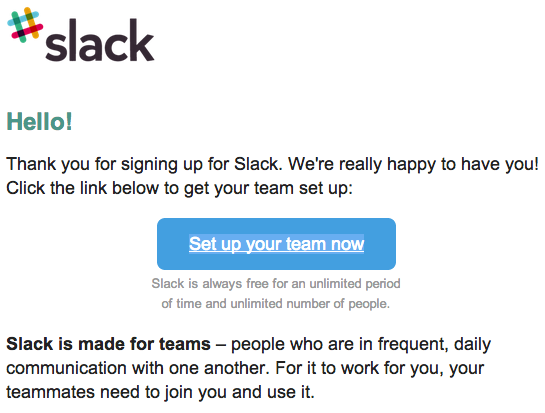 slack
Hello!
Thank you for signing up for Slack. We're really happy to have you!
Click the link below to get your team set up:
Set up your team now
Slack is always free for an unlimited period
of time and unlimited number of people.
Slack is made for teams – people who are in frequent, daily
communication with one another. For it to work for you, your
teammates need to join you and use it.